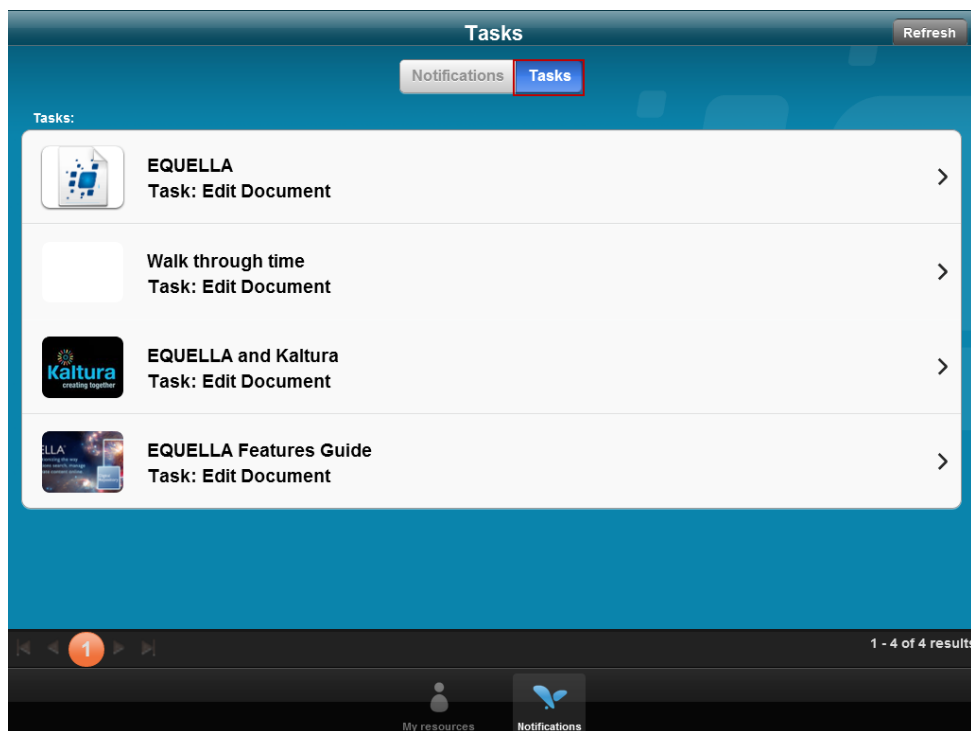 Tasks
Refresh
Notifications
Tasks
Tasks:
EQUELLA
Task: Edit Document
Walk through time
Task: Edit Document
Kaltura
creating together
EQUELLA and Kaltura
Task: Edit Document
ELLA
EQUELLA Features Guide
Task: Edit Document
1
1 - 4 of 4 results
My resources
Notifications